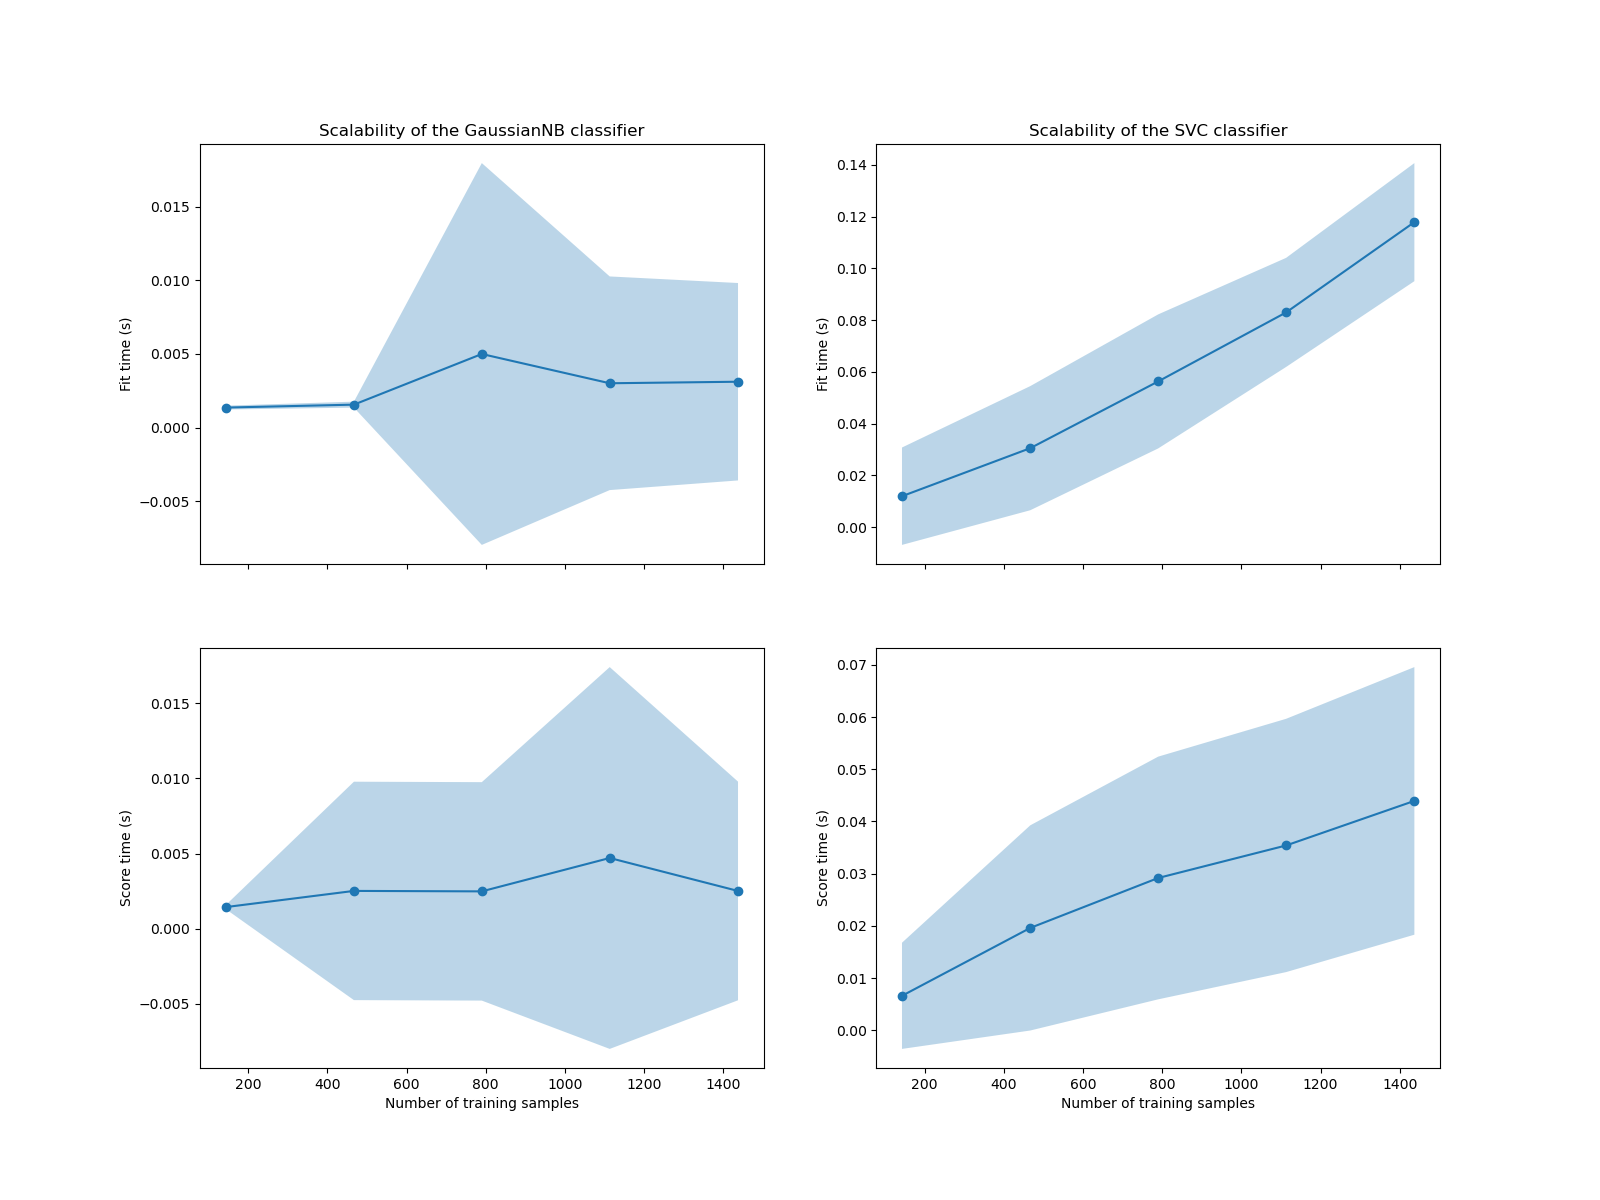 Scalability of the GaussianNB classifier
Fit time (s)
0.015
0.010
0.005
0.000
−0.005
Scalability of the SVC classifier
Fit time (s)
0.14
0.12
0.10
0.08
0.06
0.04
0.02
0.00
Score time (s)
0.015
0.010
0.005
0.000
−0.005
200 400 600 800 1000 1200 1400
Number of training samples
Score time (s)
0.07
0.06
0.05
0.04
0.03
0.02
0.01
0.00
200 400 600 800 1000 1200 1400
Number of training samples